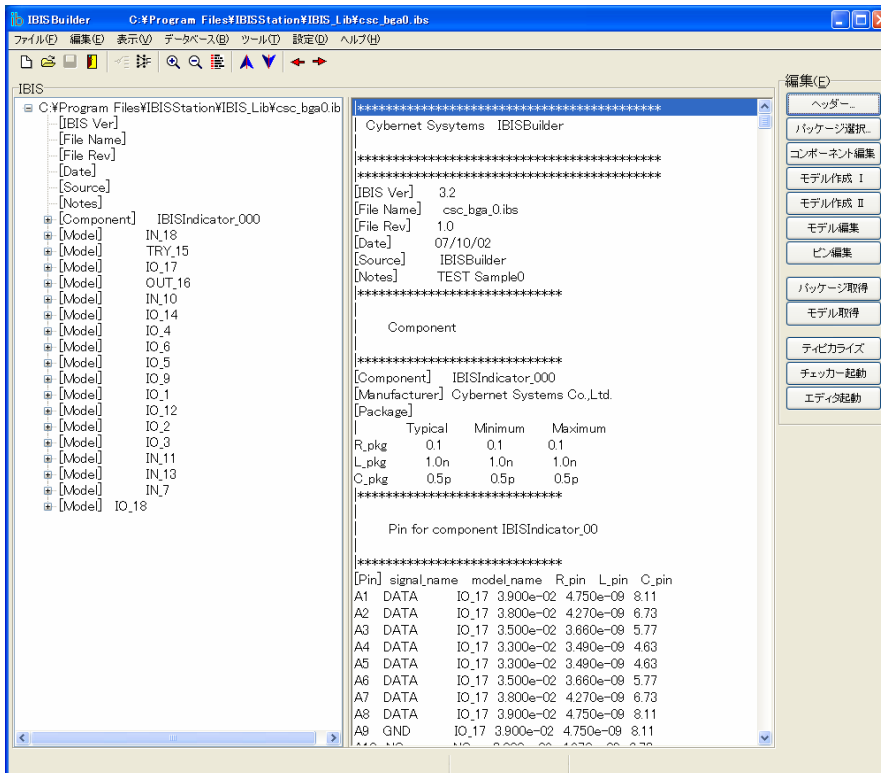 IBIS Builder C:¥Program Files¥IBISStation¥IBIS_Lib¥csc_bga0.ibs
ファイル(F) 編集(E) 表示(V) データベース(B) ツール(T) 設定(O) ヘルプ(H)
IBIS
C:¥Program Files¥IBISStation¥IBIS_Lib¥csc_bga0.ib
[IBIS Ver]
[File Name]
[File Rev]
[Date]
[Source]
[Notes]
[Component] IBISIndicator_000
[Model] IN_18
[Model] TRY_15
[Model] IO_17
[Model] OUT_16
[Model] IN_10
[Model] IO_14
[Model] IO_4
[Model] IO_6
[Model] IO_5
[Model] IO_9
[Model] IO_1
[Model] IO_12
[Model] IO_2
[Model] IO_3
[Model] IN_11
[Model] IN_13
[Model] IN_7
[Model] IO_18
|********************************************
| Cybernet Sysytems IBISBuilder
|
|********************************************
|********************************************
[IBIS Ver] 3.2
[File Name] csc_bga_0.ibs
[File Rev] 1.0
[Date] 07/10/02
[Source] IBISBuilder
[Notes] TEST Sample0
|*****************************
|
| Component
|
|*****************************
[Component] IBISIndicator_000
[Manufacturer] Cybernet Systems Co.,Ltd.
[Package]
| Typical Minimum Maximum
R_pkg 0.1 0.1 0.1
L_pkg 1.0n 1.0n 1.0n
C_pkg 0.5p 0.5p 0.5p
|*****************************
|
| Pin for component IBISIndicator_00
|
|*****************************
[Pin] signal_name model_name R_pin L_pin C_pin
A1 DATA IO_17 3.900e-02 4.750e-09 8.11
A2 DATA IO_17 3.800e-02 4.270e-09 6.73
A3 DATA IO_17 3.500e-02 3.660e-09 5.77
A4 DATA IO_17 3.300e-02 3.490e-09 4.63
A5 DATA IO_17 3.300e-02 3.490e-09 4.63
A6 DATA IO_17 3.500e-02 3.660e-09 5.77
A7 DATA IO_17 3.800e-02 4.270e-09 6.73
A8 DATA IO_17 3.900e-02 4.750e-09 8.11
A9 GND IO_17 3.900e-02 4.750e-09 8.11
編集(E)
ヘッダー...
パッケージ選択...
コンポーネント編集
モデル作成 Ⅰ
モデル作成 Ⅱ
モデル編集
ピン編集
パッケージ取得
モデル取得
ティピカライズ
チェッカー起動
エディタ起動